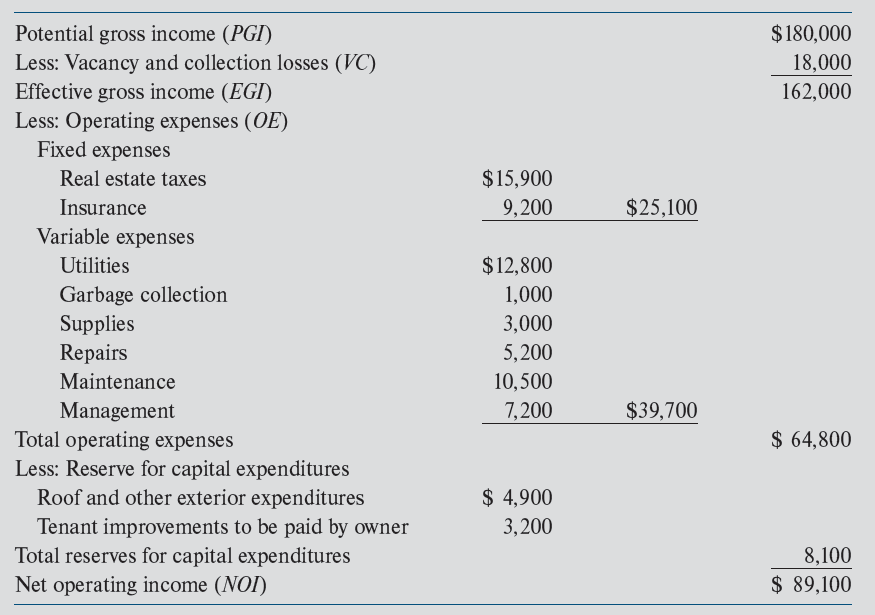 Potential gross income (PGI) $180,000
Less: Vacancy and collection losses (VC) 18,000
Effective gross income (EGI) 162,000
Less: Operating expenses (OE)
Fixed expenses
Real estate taxes $15,900
Insurance 9,200 $25,100
Variable expenses
Utilities $12,800
Garbage collection 1,000
Supplies 3,000
Repairs 5,200
Maintenance 10,500
Management 7,200 $39,700
Total operating expenses $ 64,800
Less: Reserve for capital expenditures
Roof and other exterior expenditures $ 4,900
Tenant improvements to be paid by owner 3,200
Total reserves for capital expenditures 8,100
Net operating income (NOI) $ 89,100